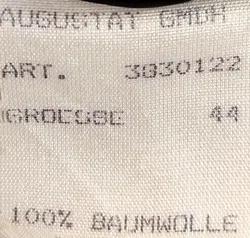 AUGUSTAT GMBH
ART. 3830122
GROESSE 44
100% BAUMWOLLE